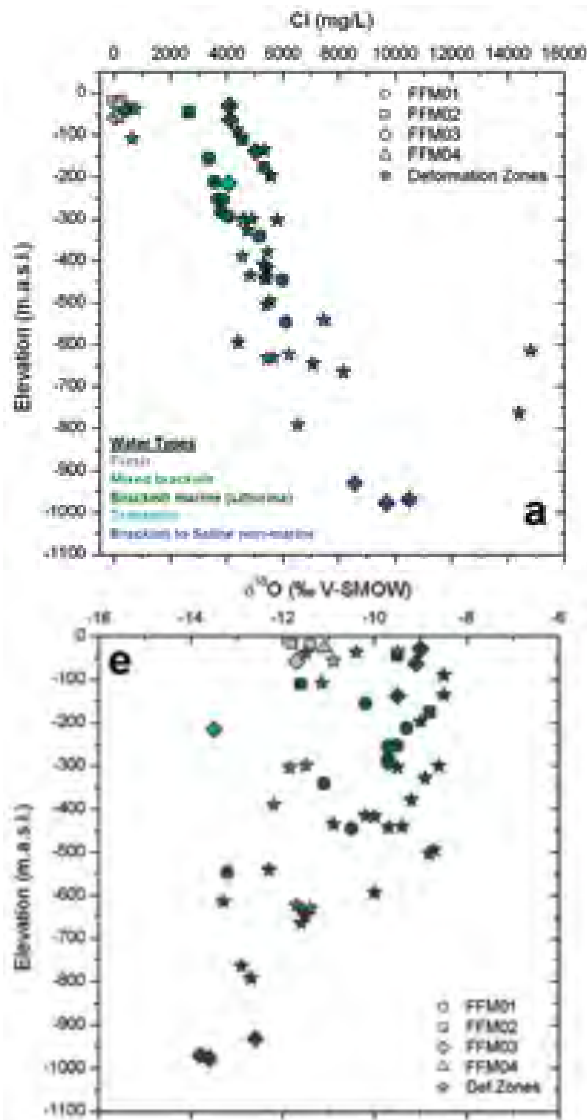 Cl (mg/L)
0 2000 4000 6000 8000 10000 12000 14000 16000
0
-100
-200
-300
-400
-500
-600
-700
-800
-900
-1000
-1100
Elevation (m.a.s.l.)
FFM01
FFM02
FFM03
FFM04
Deformation Zones
Water Types
Fresh
Mixed brackish
Brackish marine (Littorina)
Transition
Brackish to Saline non-marine
a
δ18O (‰ V-SMOW)
-16 -14 -12 -10 -8 -6
e
0
-100
-200
-300
-400
-500
-600
-700
-800
-900
-1000
-1100
Elevation (m.a.s.l.)
FFM01
FFM02
FFM03
FFM04
Def.Zones